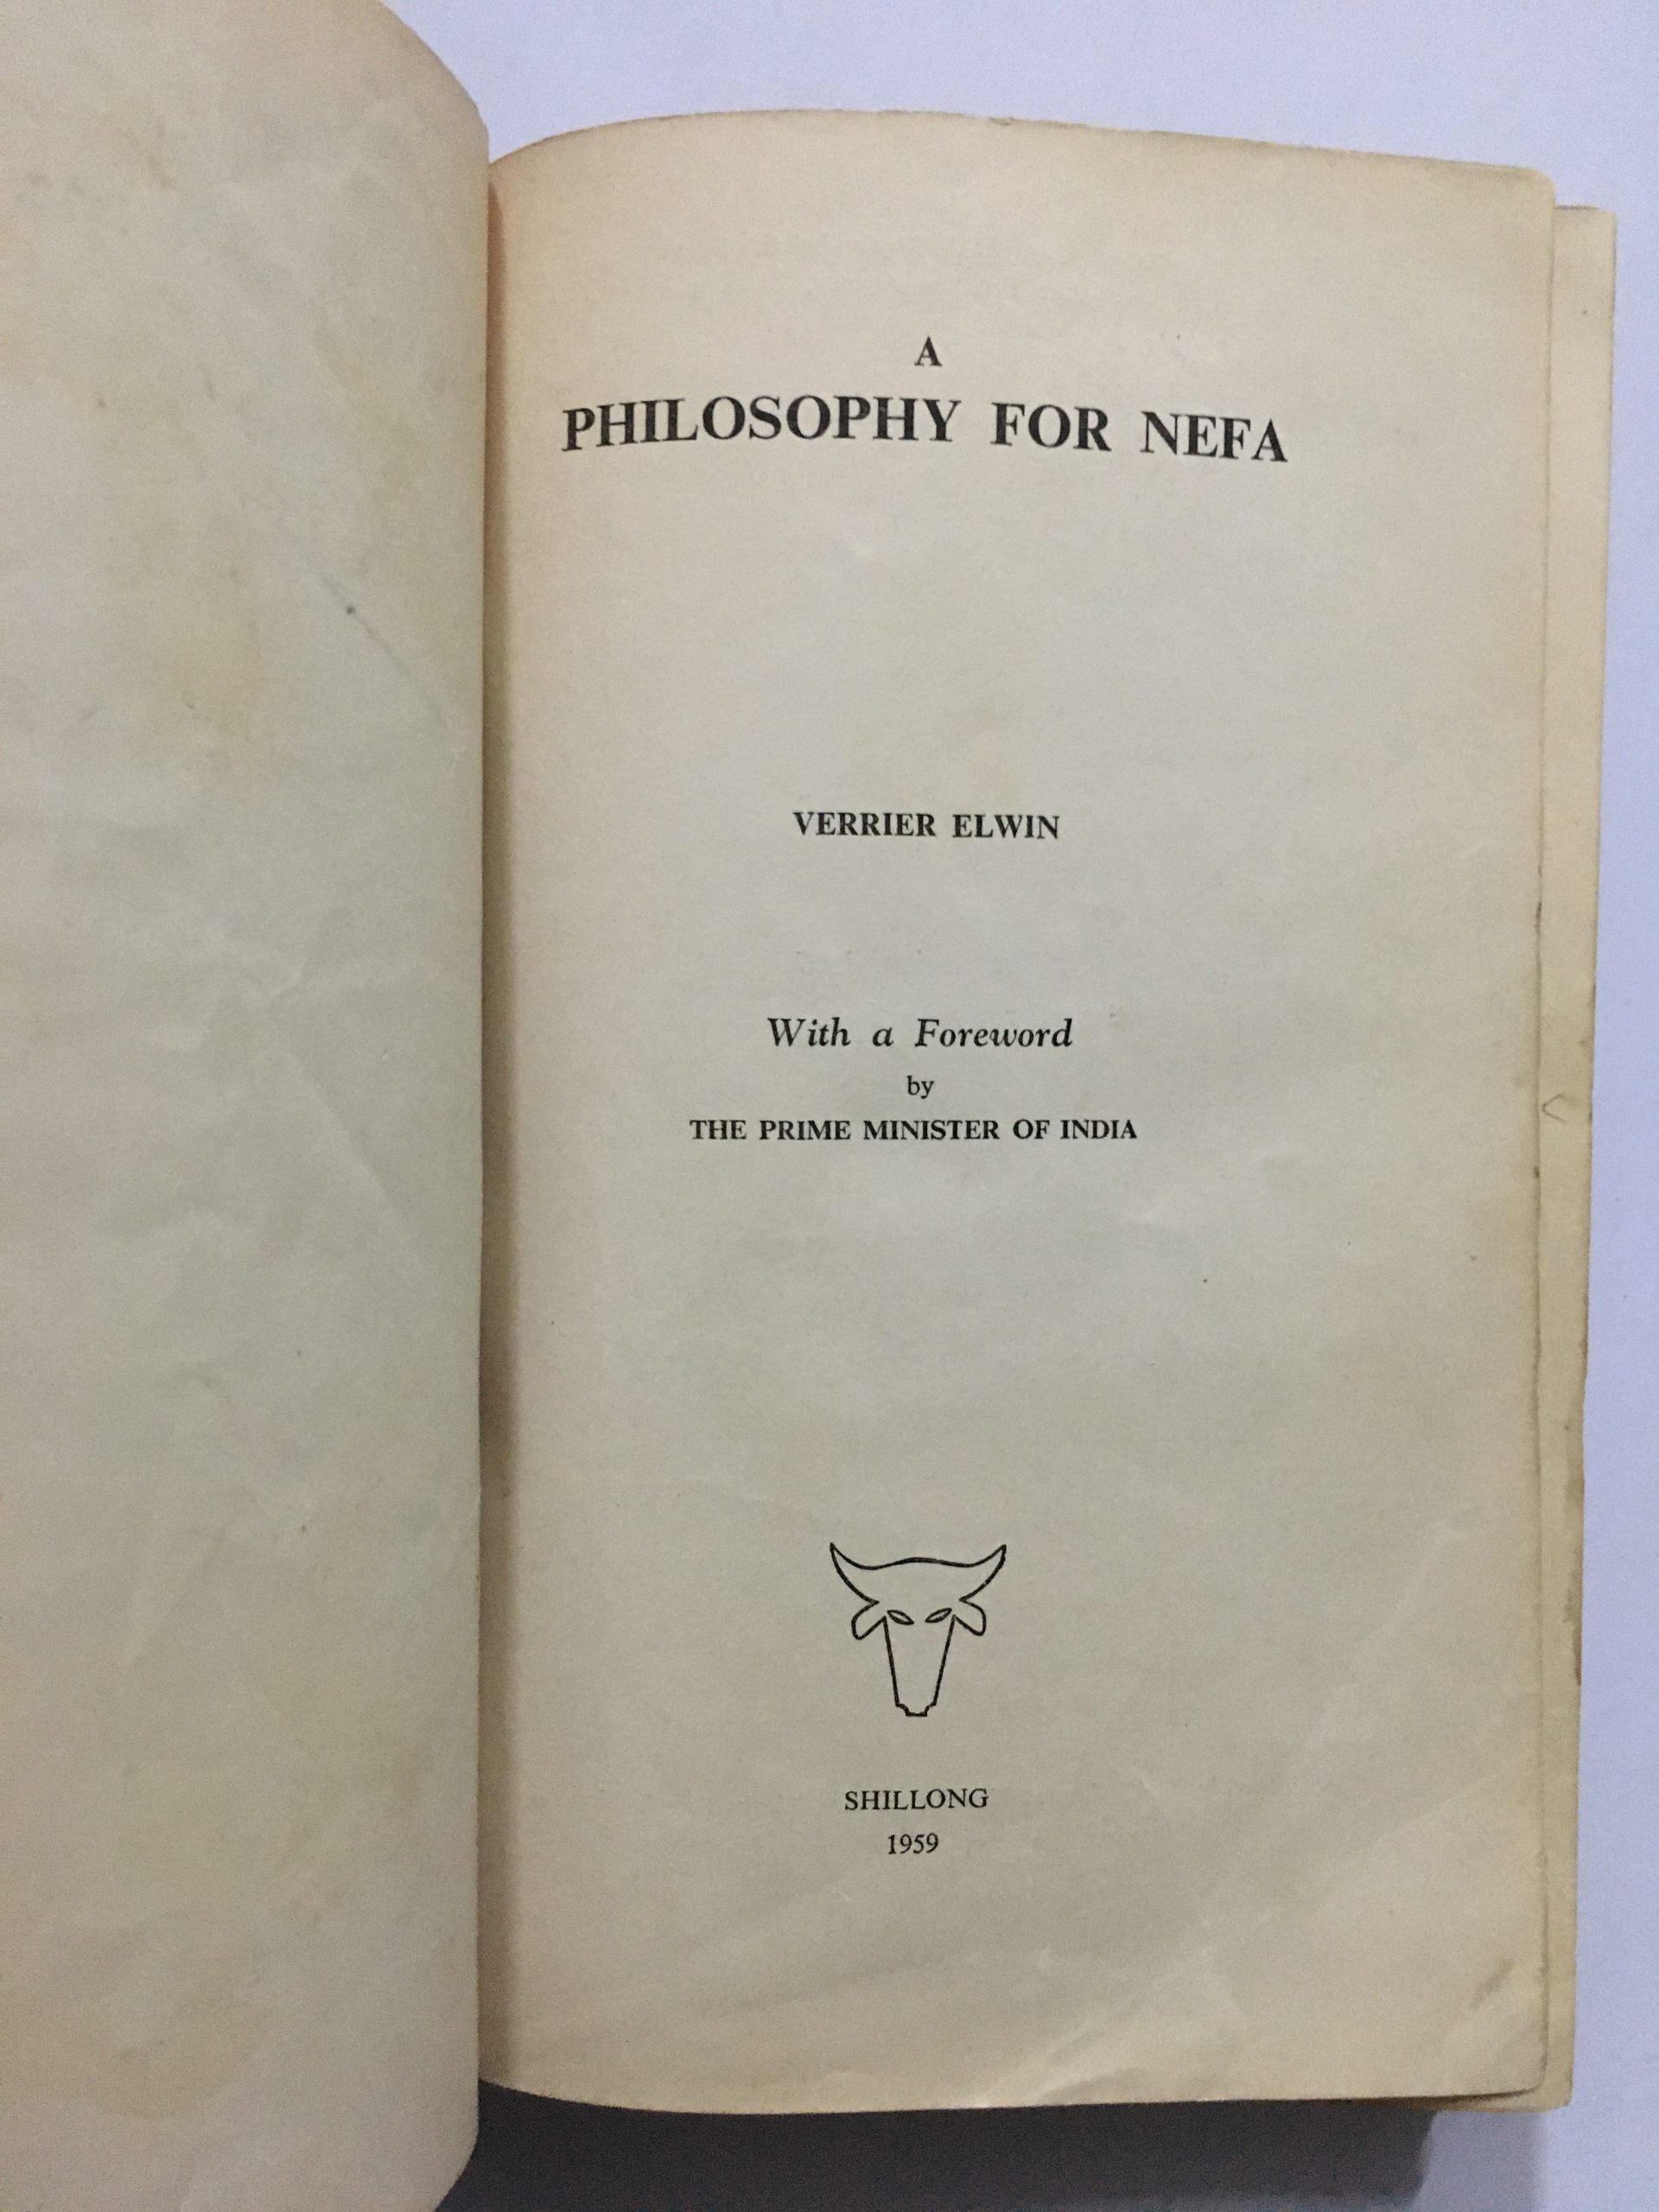 A
PHILOSOPHY FOR NEFA
VERRIER ELWIN
With a Foreword
by
THE PRIME MINISTER OF INDIA
SHILLONG
1959